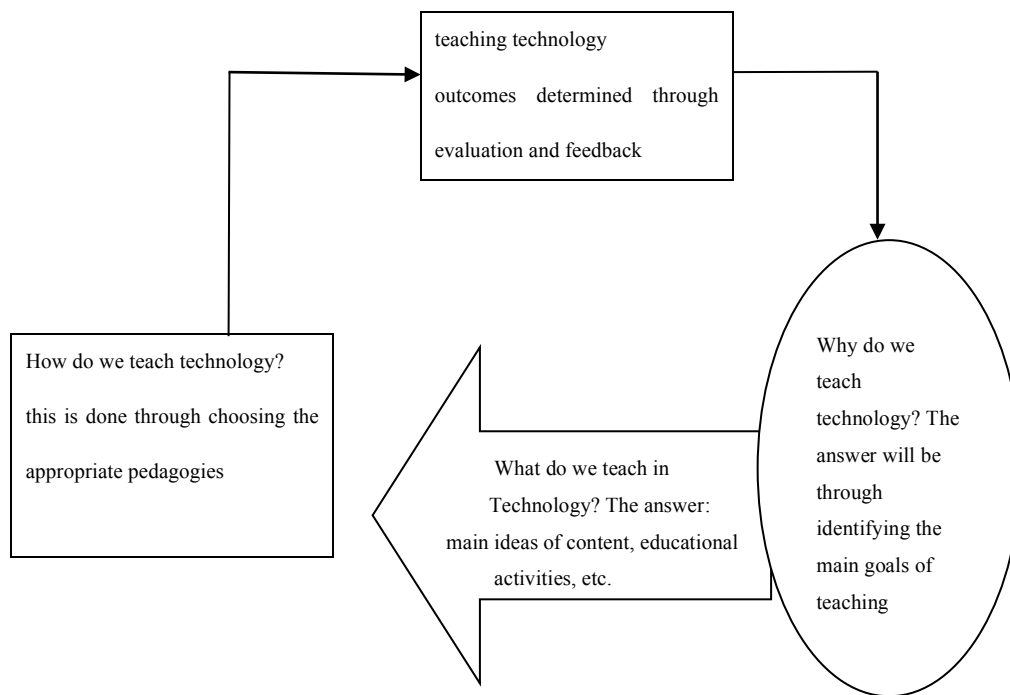 teaching technology
outcomes determined through
evaluation and feedback
How do we teach technology?
this is done through choosing the
appropriate pedagogies
What do we teach in
Technology? The answer:
main ideas of content, educational
activities, etc.
Why do we
teach
technology? The
answer will be
through
identifying the
main goals of
teaching